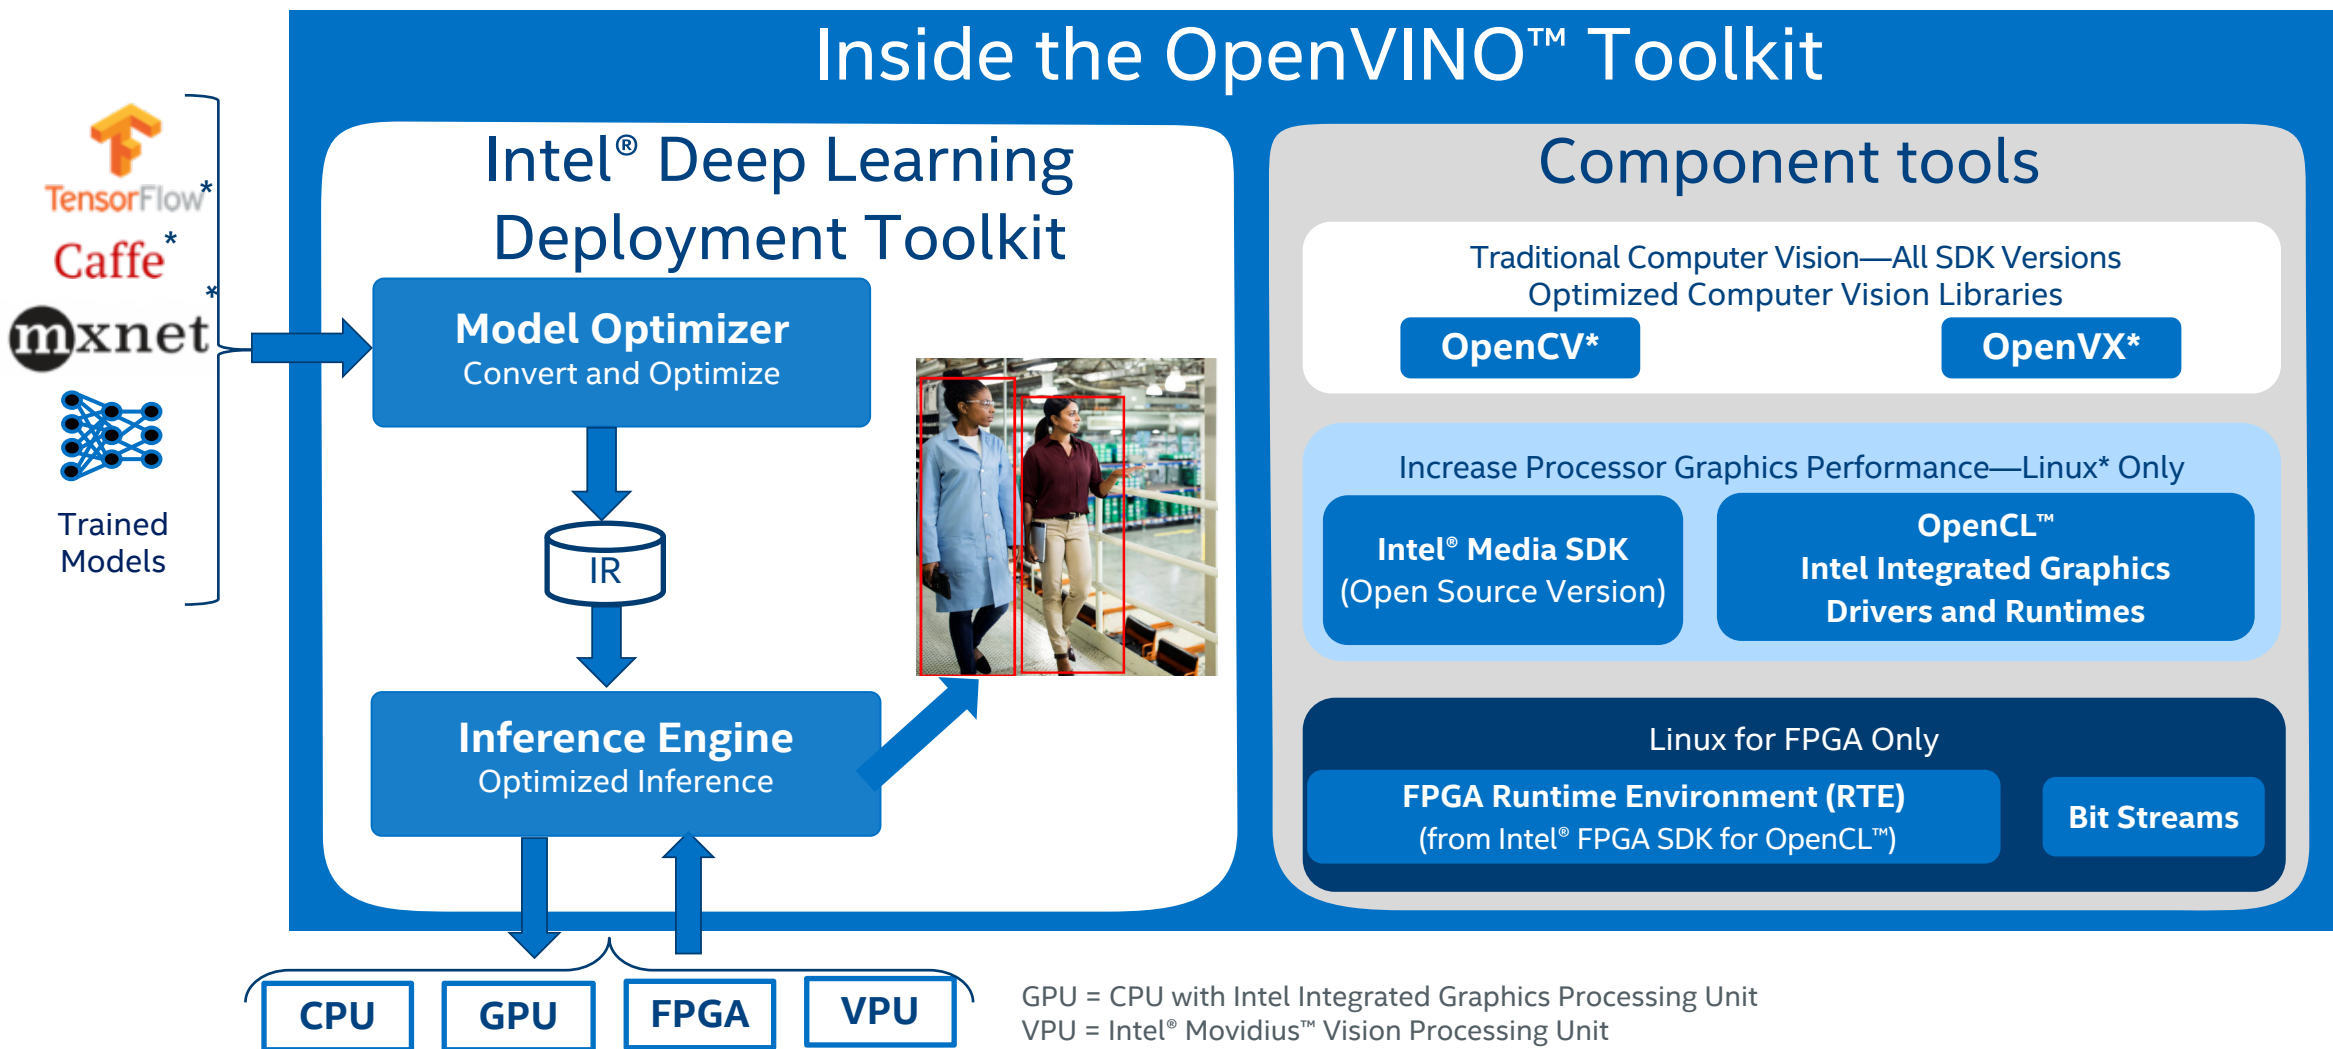 Inside the OpenVINO™ Toolkit
TensorFlow*
Caffe*
mxnet*
Trained
Models
Intel® Deep Learning
Deployment Toolkit
Model Optimizer
Convert and Optimize
IR
Inference Engine
Optimized Inference
CPU
GPU
FPGA
VPU
Component tools
Traditional Computer Vision—All SDK Versions
Optimized Computer Vision Libraries
OpenCV*
OpenVX*
Increase Processor Graphics Performance—Linux* Only
Intel® Media SDK
(Open Source Version)
OpenCL™
Intel Integrated Graphics
Drivers and Runtimes
Linux for FPGA Only
FPGA Runtime Environment (RTE)
(from Intel® FPGA SDK for OpenCL™)
Bit Streams
GPU = CPU with Intel Integrated Graphics Processing Unit
VPU = Intel® Movidius™ Vision Processing Unit